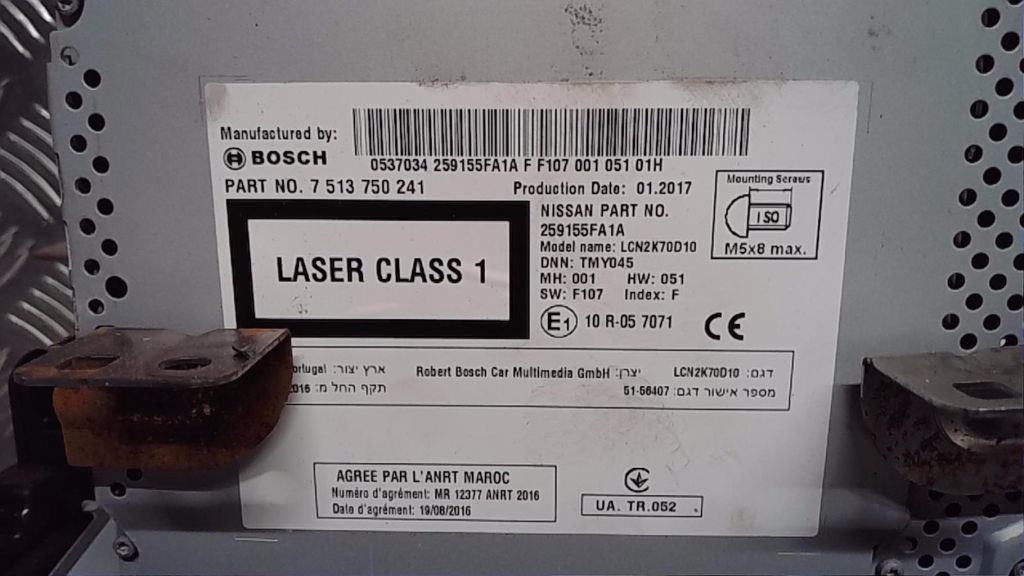 Manufactured by:
BOSCH
0537034 259155FA1A F F107 001 051 01H
PART NO. 7 513 750 241
Production Date: 01.2017
Mounting Screws
ISO
M5x8 max.
LASER CLASS 1
NISSAN PART NO.
259155FA1A
Model name: LCN2K70D10
DNN: TMY045
MH: 001 HW: 051
SW: F107 Index: F
E1 10 R-05 7071
CE
דגם: LCN2K70D10 יצרן: Robert Bosch Car Multimedia GmbH ארץ יצור:
מספר אישור דגם: 51-56407 תקף החל מ:
AGREE PAR L'ANRT MAROC
Numéro d'agrément: MR 12377 ANRT 2016
Date d'agrément: 19/08/2016
UA. TR.052